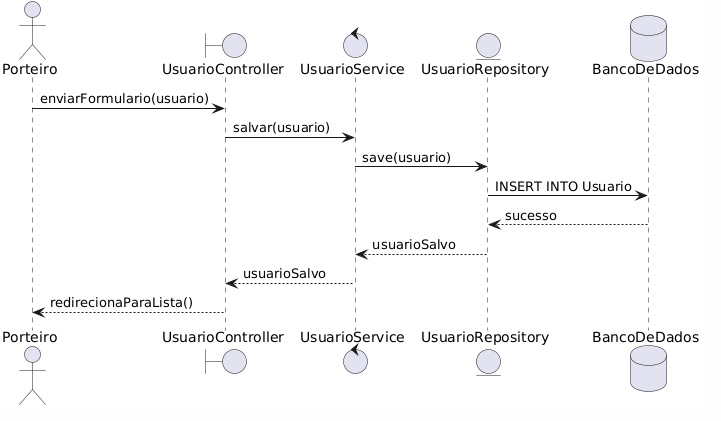 Porteiro
UsuarioController
UsuarioService
UsuarioRepository
BancoDeDados
enviarFormulario(usuario)
salvar(usuario)
save(usuario)
INSERT INTO Usuario
sucesso
usuarioSalvo
usuarioSalvo
redirecionaParaLista()
Porteiro
UsuarioController
UsuarioService
UsuarioRepository
BancoDeDados